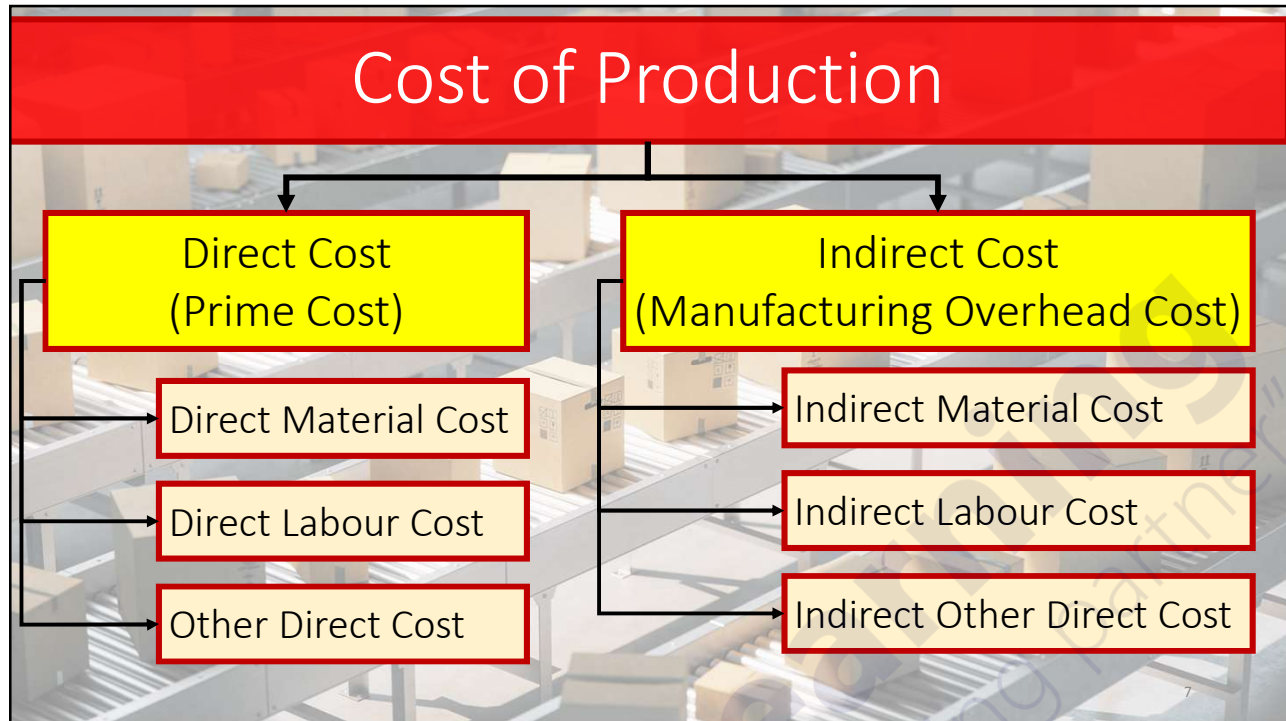 Cost of Production
Direct Cost
(Prime Cost)
Indirect Cost
(Manufacturing Overhead Cost)
Direct Material Cost
Direct Labour Cost
Other Direct Cost
Indirect Material Cost
Indirect Labour Cost
Indirect Other Direct Cost
7